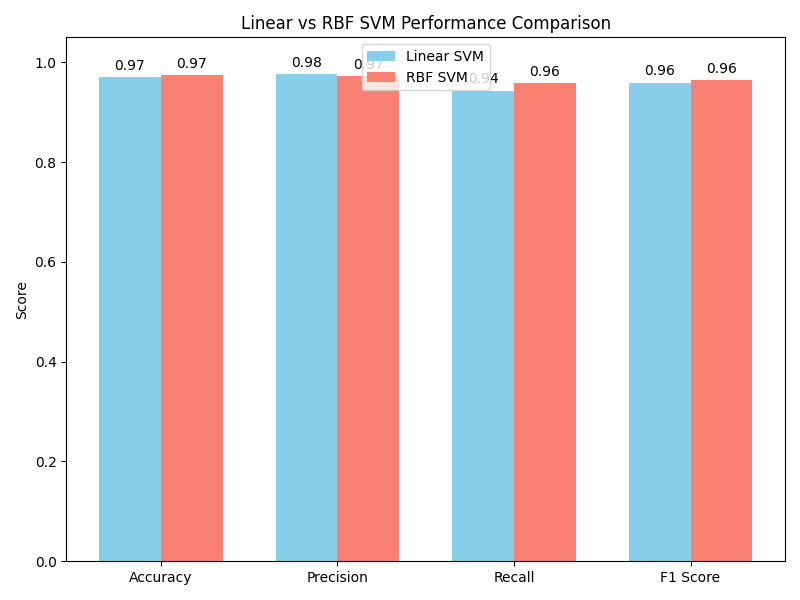 Linear vs RBF SVM Performance Comparison
Linear SVM
RBF SVM
0.97
0.97
0.98
0.97
0.94
0.96
0.96
0.96
Score
1.0
0.8
0.6
0.4
0.2
0.0
Accuracy
Precision
Recall
F1 Score